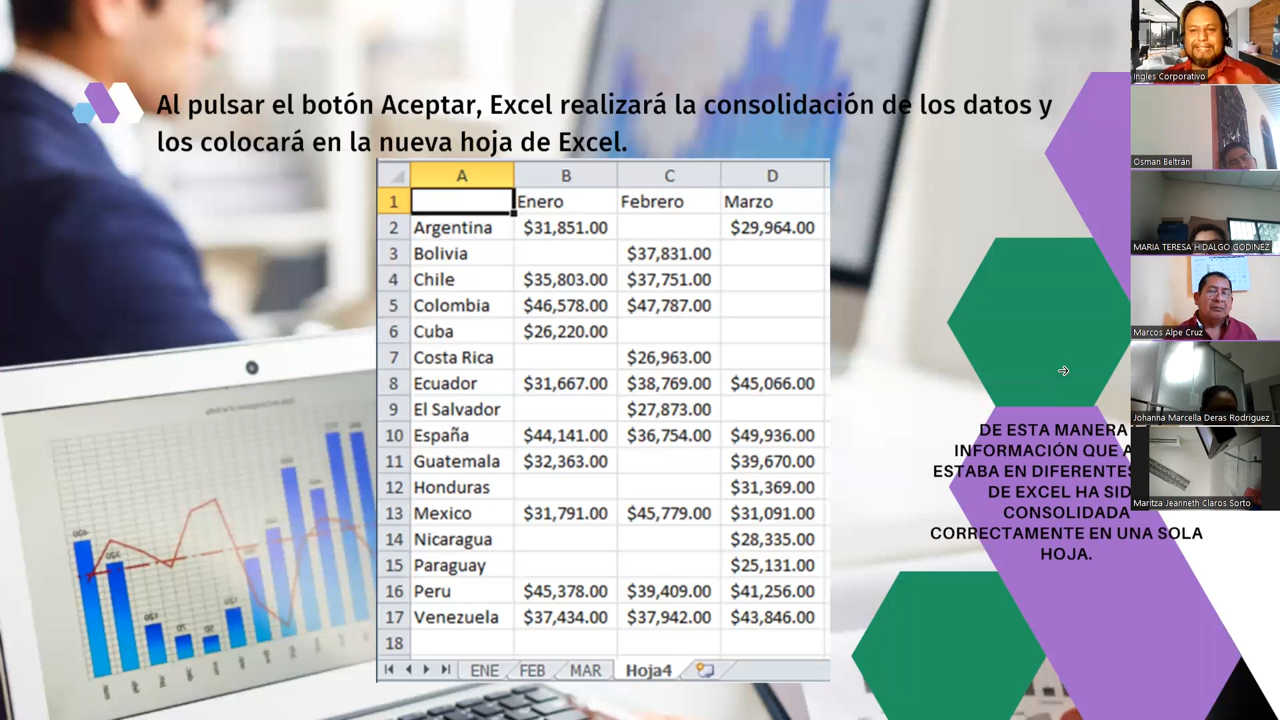 Al pulsar el botón Aceptar, Excel realizará la consolidación de los datos y
los colocará en la nueva hoja de Excel.
A B C D
1 Enero Febrero Marzo
2 Argentina $31,851.00 $29,964.00
3 Bolivia $37,831.00
4 Chile $35,803.00 $37,751.00
5 Colombia $46,578.00 $47,787.00
6 Cuba $26,220.00
7 Costa Rica $26,963.00
8 Ecuador $31,667.00 $38,769.00 $45,066.00
9 El Salvador $27,873.00
10 España $44,141.00 $36,754.00 $49,936.00
11 Guatemala $32,363.00 $39,670.00
12 Honduras $31,369.00
13 Mexico $31,791.00 $45,779.00 $31,091.00
14 Nicaragua $28,335.00
15 Paraguay $25,131.00
16 Peru $45,378.00 $39,409.00 $41,256.00
17 Venezuela $37,434.00 $37,942.00 $43,846.00
18
ENE FEB MAR Hoja4
DE ESTA MANERA
INFORMACIÓN QUE
ESTABA EN DIFERENTES
DE EXCEL HA
CONSOLIDADA
CORRECTAMENTE EN UNA SOLA
HOJA.
Ingles Corporativo
Osman Beltrán
MARIA TERESA HIDALGO GODINEZ
Marcos Alpe Cruz
Johanna Marcella Deras Rodríguez
Maritza Jeanneth Claros Sorto